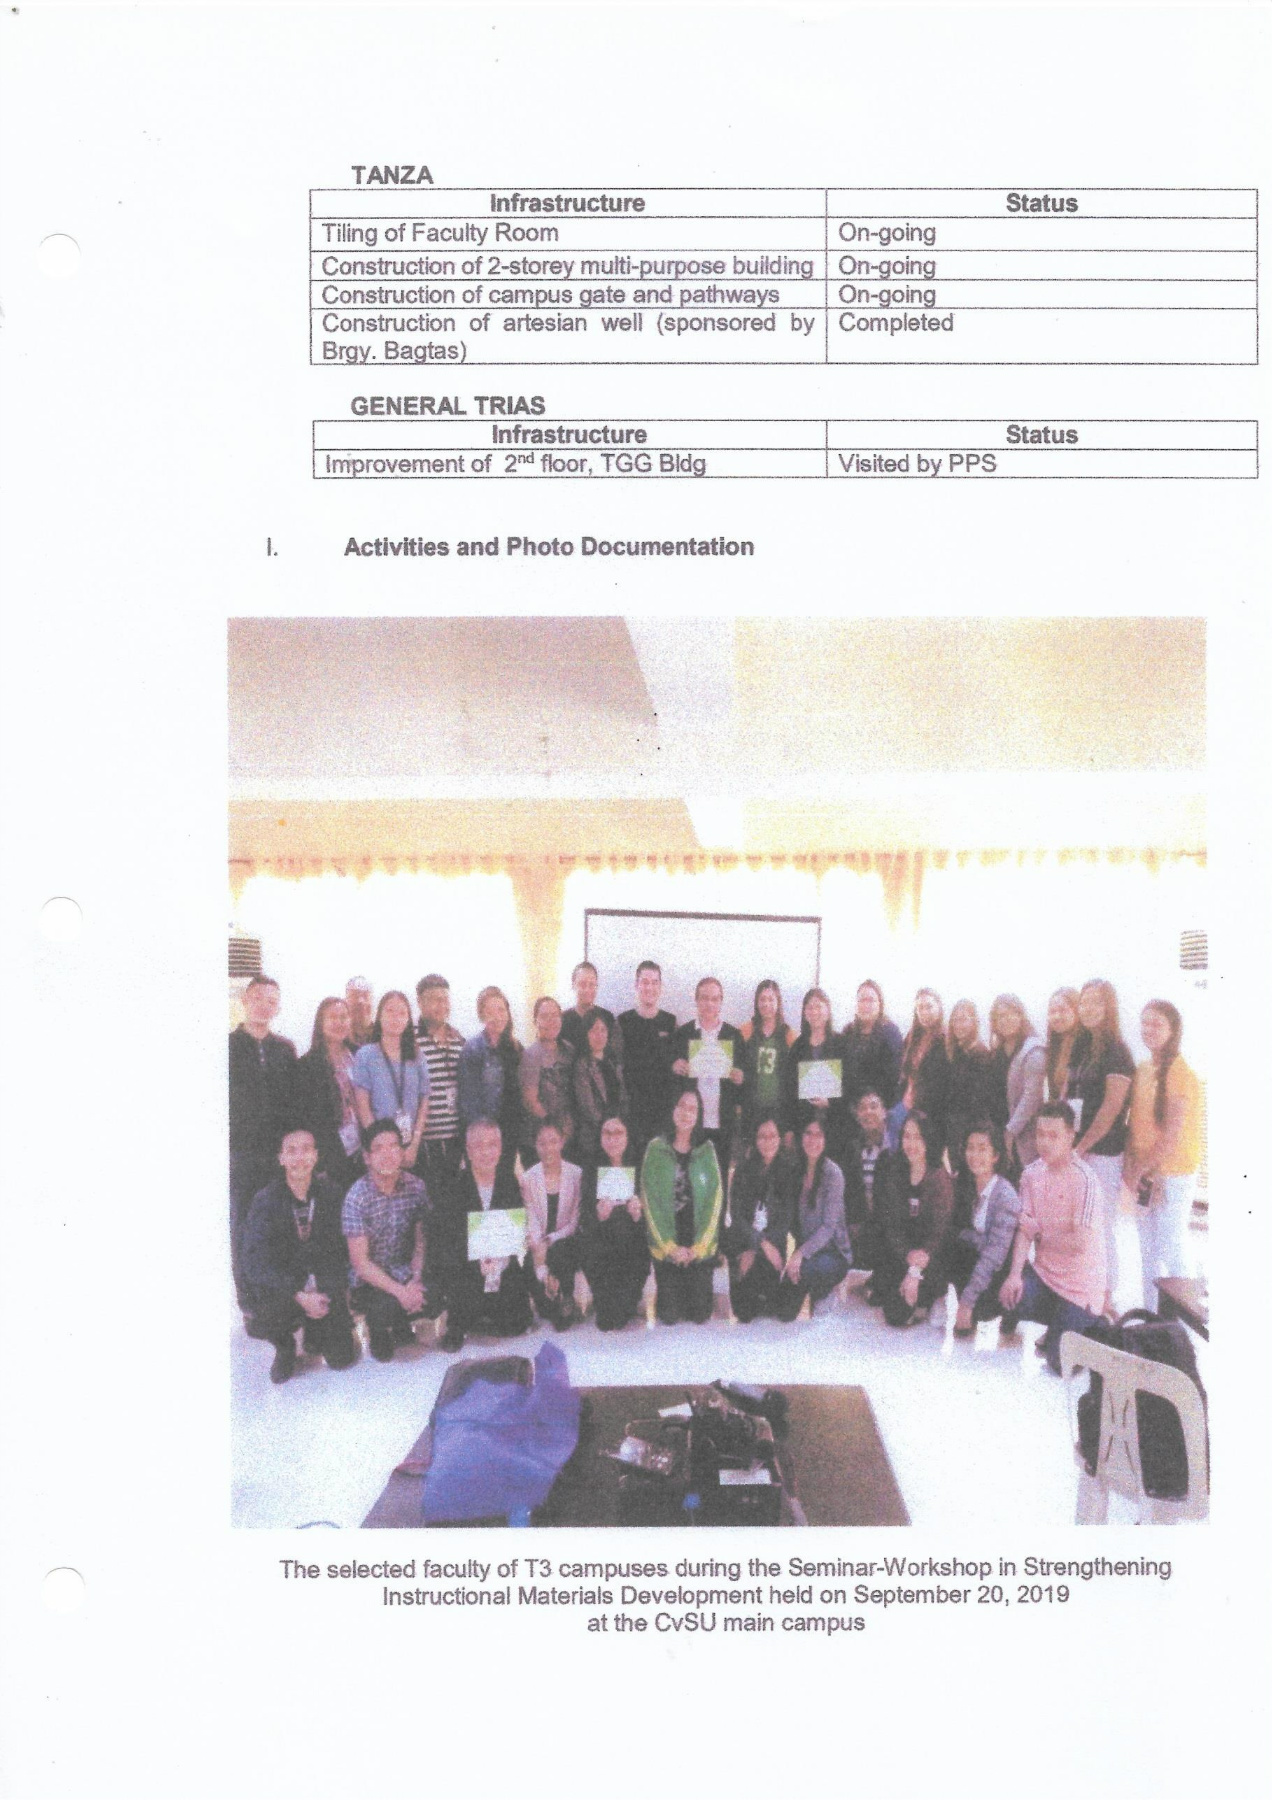 TANZA
Infrastructure Status
Tiling of Faculty Room On-going
Construction of 2-storey multi-purpose building On-going
Construction of campus gate and pathways On-going
Construction of artesian well (sponsored by Completed
Brgy. Bagtas)
GENERAL TRIAS
Infrastructure Status
Improvement of 2nd floor, TGG Bldg Visited by PPS
I. Activities and Photo Documentation
T3
The selected faculty of T3 campuses during the Seminar-Workshop in Strengthening
Instructional Materials Development held on September 20, 2019
at the CvSU main campus